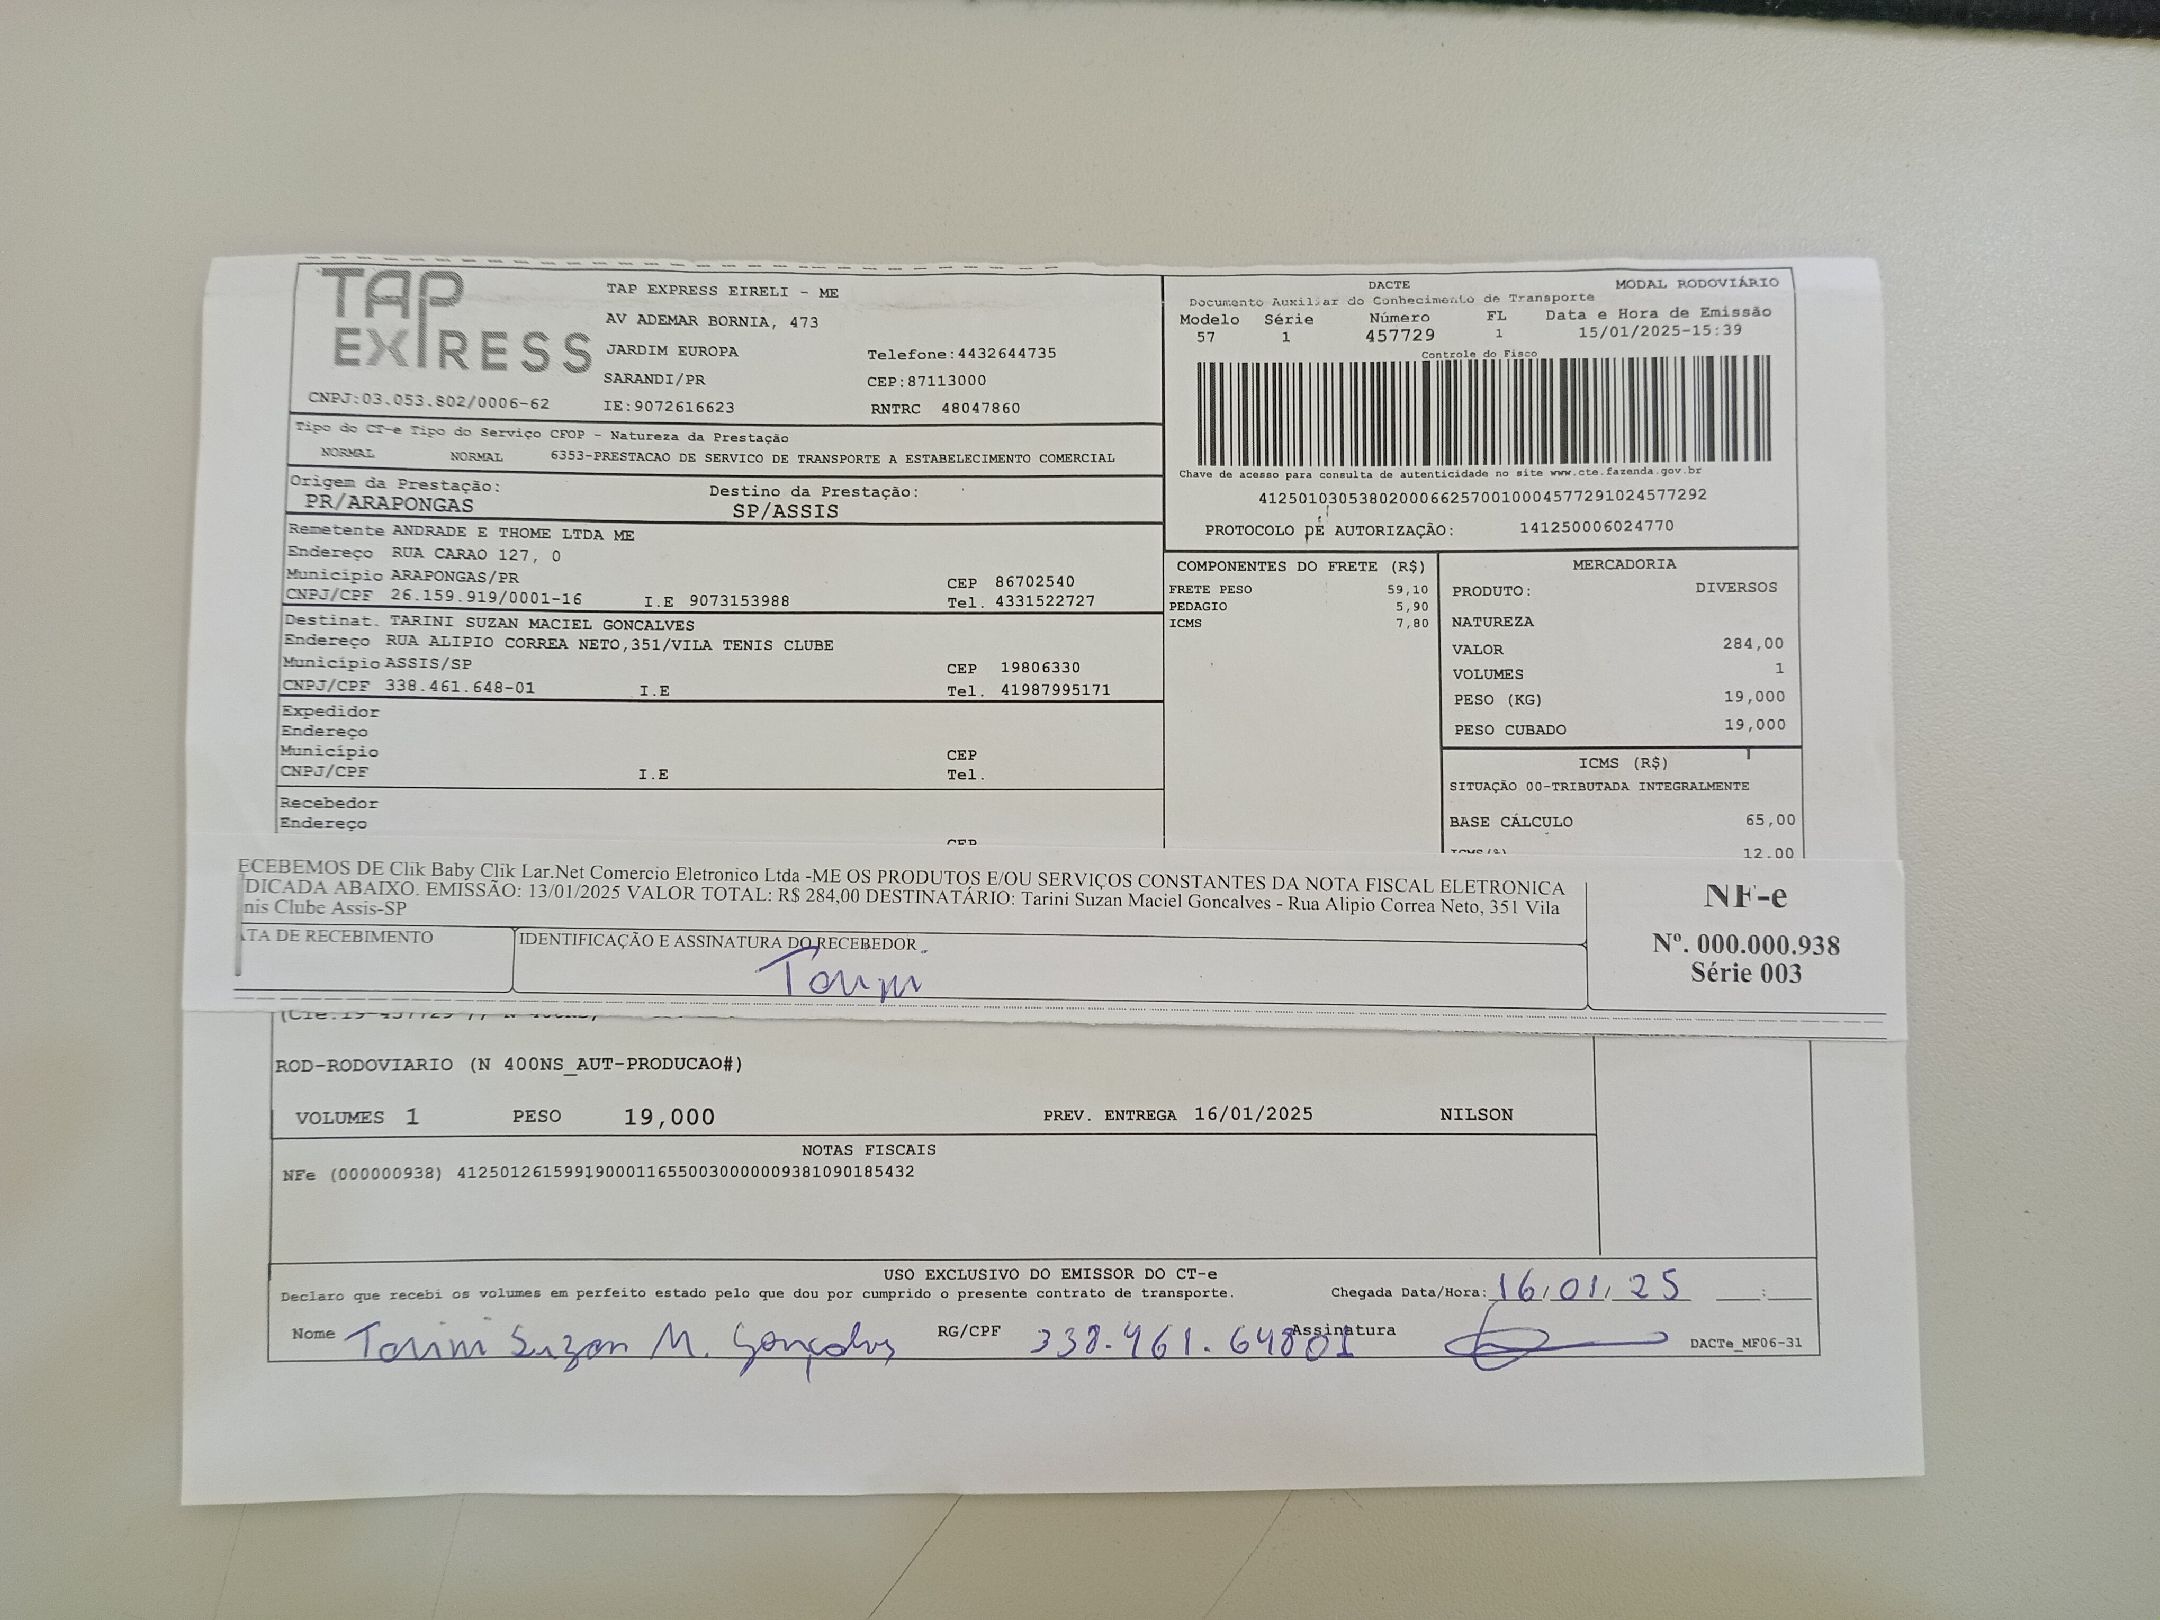 TAP EXPRESS
TAP EXPRESS EIRELI - ME
AV ADEMAR BORNIA, 473
JARDIM EUROPA Telefone:4432644735
SARANDI/PR CEP:87113000
CNPJ:03.053.802/0006-62 IE:9072616623 RNTRC 48047860
DACTE MODAL RODOVIÁRIO
Documento Auxiliar do Conhecimento de Transporte
Modelo Série Número FL Data e Hora de Emissão
57 1 457729 1 15/01/2025-15:39
Controle do Fisco
Chave de acesso para consulta de autenticidade no site www.cte.fazenda.gov.br
41250103053802000662570010004577291024577292
PROTOCOLO DE AUTORIZAÇÃO: 141250006024770
Tipo do CT-e Tipo do Serviço CFOP - Natureza da Prestação
NORMAL NORMAL 6353-PRESTACAO DE SERVICO DE TRANSPORTE A ESTABELECIMENTO COMERCIAL
Origem da Prestação: Destino da Prestação:
PR/ARAPONGAS SP/ASSIS
Remetente ANDRADE E THOME LTDA ME
Endereço RUA CARAO 127, 0
Município ARAPONGAS/PR CEP 86702540
CNPJ/CPF 26.159.919/0001-16 I.E 9073153988 Tel. 4331522727
Destinat. TARINI SUZAN MACIEL GONCALVES
Endereço RUA ALIPIO CORREA NETO,351/VILA TENIS CLUBE
Município ASSIS/SP CEP 19806330
CNPJ/CPF 338.461.648-01 I.E Tel. 41987995171
Expedidor
Endereço
Município CEP
CNPJ/CPF I.E Tel.
Recebedor
Endereço
CEP
COMPONENTES DO FRETE (R$)
FRETE PESO 59,10
PEDAGIO 5,90
ICMS 7,80
MERCADORIA
PRODUTO: DIVERSOS
NATUREZA
VALOR 284,00
VOLUMES 1
PESO (KG) 19,000
PESO CUBADO 19,000
ICMS (R$)
SITUAÇÃO 00-TRIBUTADA INTEGRALMENTE
BASE CÁLCULO 65,00
12.00
ECEBEMOS DE Clik Baby Clik Lar.Net Comercio Eletronico Ltda -ME OS PRODUTOS E/OU SERVIÇOS CONSTANTES DA NOTA FISCAL ELETRONICA
DICADA ABAIXO. EMISSÃO: 13/01/2025 VALOR TOTAL: R$ 284,00 DESTINATÁRIO: Tarini Suzan Maciel Goncalves - Rua Alipio Correa Neto, 351 Vila
nis Clube Assis-SP
ATA DE RECEBIMENTO IDENTIFICAÇÃO E ASSINATURA DO RECEBEDOR
Tarini
NF-e
Nº. 000.000.938
Série 003
ROD-RODOVIARIO (N 400NS_AUT-PRODUCAO#)
VOLUMES 1 PESO 19,000 PREV. ENTREGA 16/01/2025 NILSON
NOTAS FISCAIS
NFe (000000938) 41250126159919000116550030000009381090185432
USO EXCLUSIVO DO EMISSOR DO CT-e
Declaro que recebi os volumes em perfeito estado pelo que dou por cumprido o presente contrato de transporte. Chegada Data/Hora: 16/01/25 __:__
Nome Tarini Suzan M. Gonçalves RG/CPF 338.461.64801 Assinatura DACTe_MF06-31